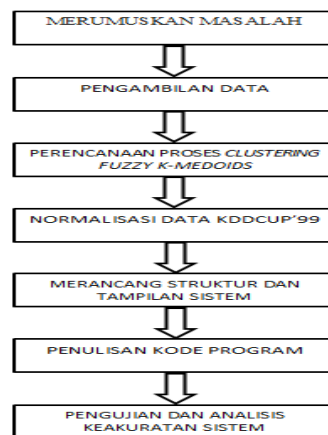 MERUMUSKAN MASALAH
PENGAMBILAN DATA
PERENCANAAN PROSES CLUSTERING
FUZZY K-MEDOIDS
NORMALISASI DATA KDDCUP'99
MERANCANG STRUKTUR DAN
TAMPILAN SISTEM
PENULISAN KODE PROGRAM
PENGUJIAN DAN ANALISIS
KEAKURATAN SISTEM